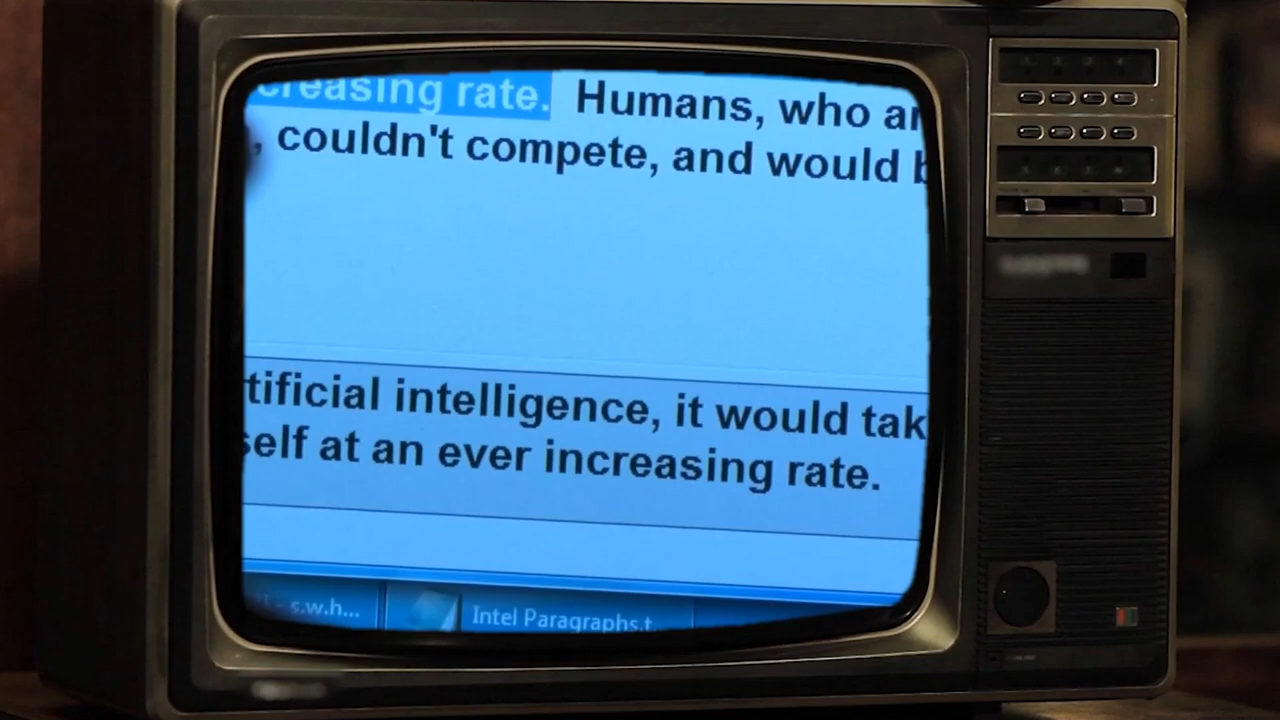 creasing rate. Humans, who ar
, couldn't compete, and would b
tificial intelligence, it would tak
self at an ever increasing rate.
- s.w.h... Intel Paragraphs.t...